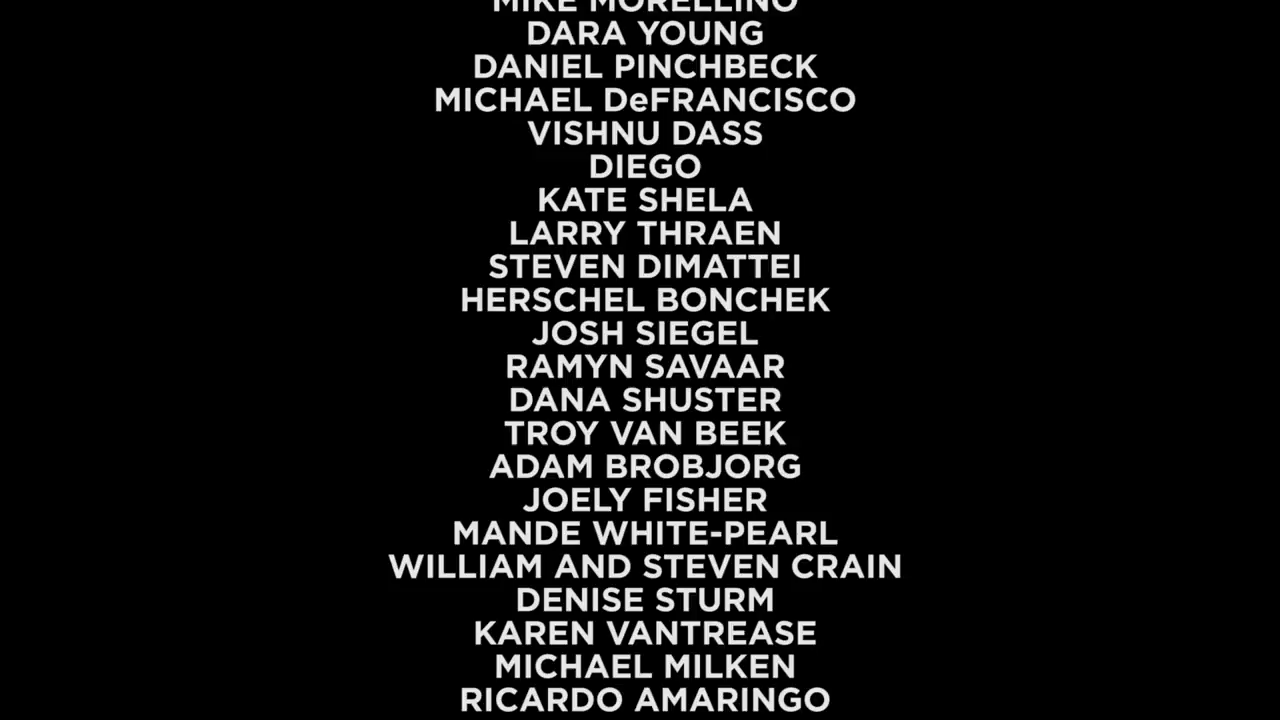 MIKE MORELLINO
DARA YOUNG
DANIEL PINCHBECK
MICHAEL DeFRANCISCO
VISHNU DASS
DIEGO
KATE SHELA
LARRY THRAEN
STEVEN DIMATTEI
HERSCHEL BONCHEK
JOSH SIEGEL
RAMYN SAVAAR
DANA SHUSTER
TROY VAN BEEK
ADAM BROBJORG
JOELY FISHER
MANDE WHITE-PEARL
WILLIAM AND STEVEN CRAIN
DENISE STURM
KAREN VANTREASE
MICHAEL MILKEN
RICARDO AMARINGO